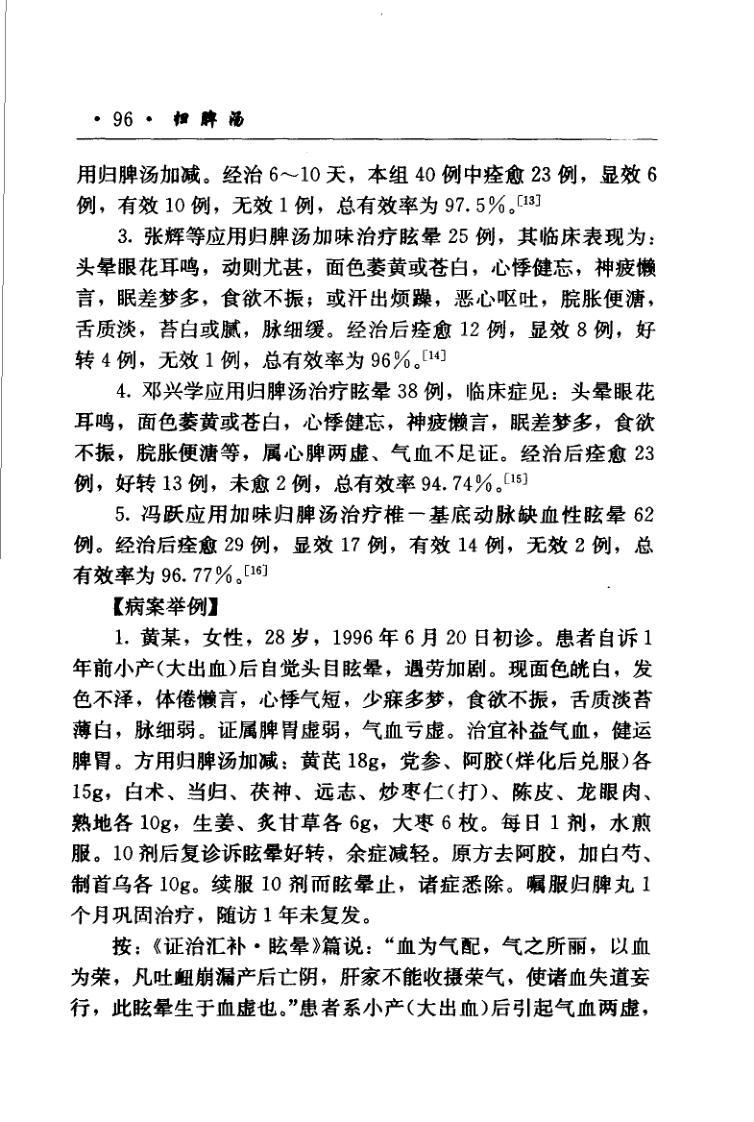 · 96 · 归脾汤
用归脾汤加减。经治 6～10 天，本组 40 例中痊愈 23 例，显效 6
例，有效 10 例，无效 1 例，总有效率为 97.5％。[13]
3. 张辉等应用归脾汤加味治疗眩晕 25 例，其临床表现为：
头晕眼花耳鸣，动则尤甚，面色萎黄或苍白，心悸健忘，神疲懒
言，眠差梦多，食欲不振；或汗出烦躁，恶心呕吐，脘胀便溏，
舌质淡，苔白或腻，脉细缓。经治后痊愈 12 例，显效 8 例，好
转 4 例，无效 1 例，总有效率为 96％。[14]
4. 邓兴学应用归脾汤治疗眩晕 38 例，临床症见：头晕眼花
耳鸣，面色萎黄或苍白，心悸健忘，神疲懒言，眠差梦多，食欲
不振，脘胀便溏等，属心脾两虚、气血不足证。经治后痊愈 23
例，好转 13 例，未愈 2 例，总有效率 94.74％。[15]
5. 冯跃应用加味归脾汤治疗椎－基底动脉缺血性眩晕 62
例。经治后痊愈 29 例，显效 17 例，有效 14 例，无效 2 例，总
有效率为 96.77％。[16]
【病案举例】
1. 黄某，女性，28 岁，1996 年 6 月 20 日初诊。患者自诉 1
年前小产(大出血)后自觉头目眩晕，遇劳加剧。现面色㿠白，发
色不泽，体倦懒言，心悸气短，少寐多梦，食欲不振，舌质淡苔
薄白，脉细弱。证属脾胃虚弱，气血亏虚。治宜补益气血，健运
脾胃。方用归脾汤加减：黄芪 18g，党参、阿胶(烊化后兑服)各
15g，白术、当归、茯神、远志、炒枣仁(打)、陈皮、龙眼肉、
熟地各 10g，生姜、炙甘草各 6g，大枣 6 枚。每日 1 剂，水煎
服。10 剂后复诊诉眩晕好转，余症减轻。原方去阿胶，加白芍、
制首乌各 10g。续服 10 剂而眩晕止，诸症悉除。嘱服归脾丸 1
个月巩固治疗，随访 1 年未复发。
按：《证治汇补·眩晕》篇说：“血为气配，气之所丽，以血
为荣，凡吐衄崩漏产后亡阴，肝家不能收摄荣气，使诸血失道妄
行，此眩晕生于血虚也。”患者系小产(大出血)后引起气血两虚，